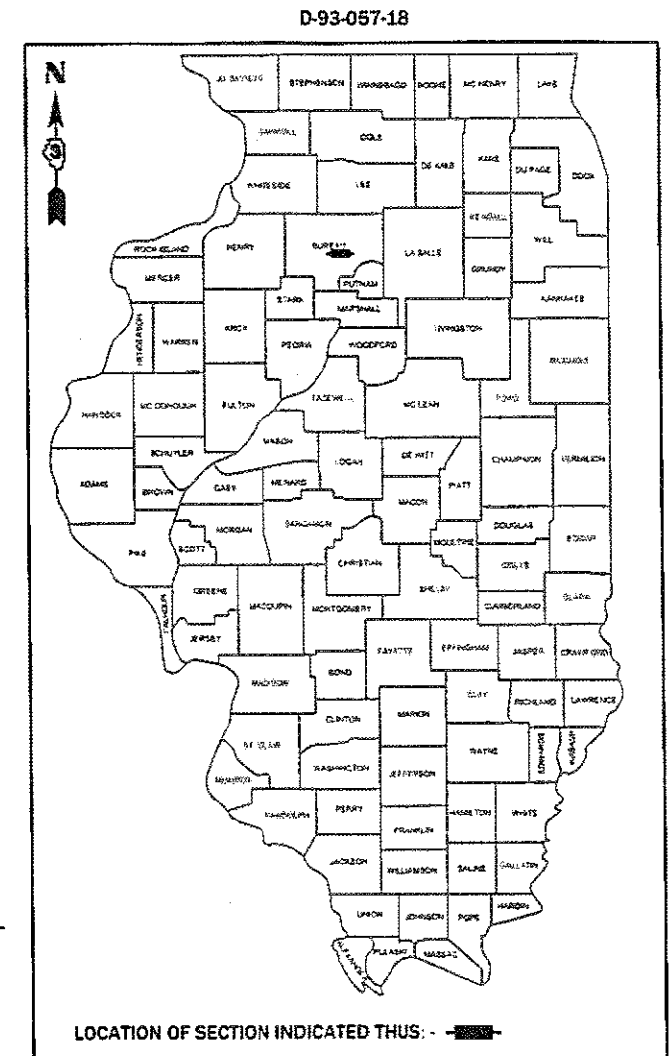 D-93-057-18
N
STEPHENSON WINNEBAGO BOONE MC HENRY LAKE
CARROLL OGLE
DE KALB KANE DU PAGE COOK
WHITESIDE LEE
KENDALL WILL
ROCK ISLAND HENRY BUREAU LA SALLE GRUNDY
MERCER PUTNAM KANKAKEE
STARK MARSHALL
HENDERSON WARREN KNOX PEORIA WOODFORD LIVINGSTON
HANCOCK MC DONOUGH FULTON TAZEWELL MC LEAN
MASON
SCHUYLER LOGAN DE WITT CHAMPAIGN VERMILION
ADAMS BROWN CASS MENARD PIATT
MACON
MORGAN SANGAMON DOUGLAS
PIKE SCOTT CHRISTIAN MOULTRIE COLES EDGAR
GREENE MACOUPIN MONTGOMERY SHELBY CUMBERLAND CLARK
CALHOUN
JERSEY FAYETTE EFFINGHAM JASPER CRAWFORD
MADISON BOND CLAY RICHLAND LAWRENCE
CLINTON MARION
ST CLAIR WAYNE EDWARDS WABASH
WASHINGTON JEFFERSON
MONROE
RANDOLPH PERRY HAMILTON WHITE
FRANKLIN
JACKSON WILLIAMSON SALINE GALLATIN
UNION JOHNSON POPE HARDIN
ALEXANDER PULASKI MASSAC
LOCATION OF SECTION INDICATED THUS: -